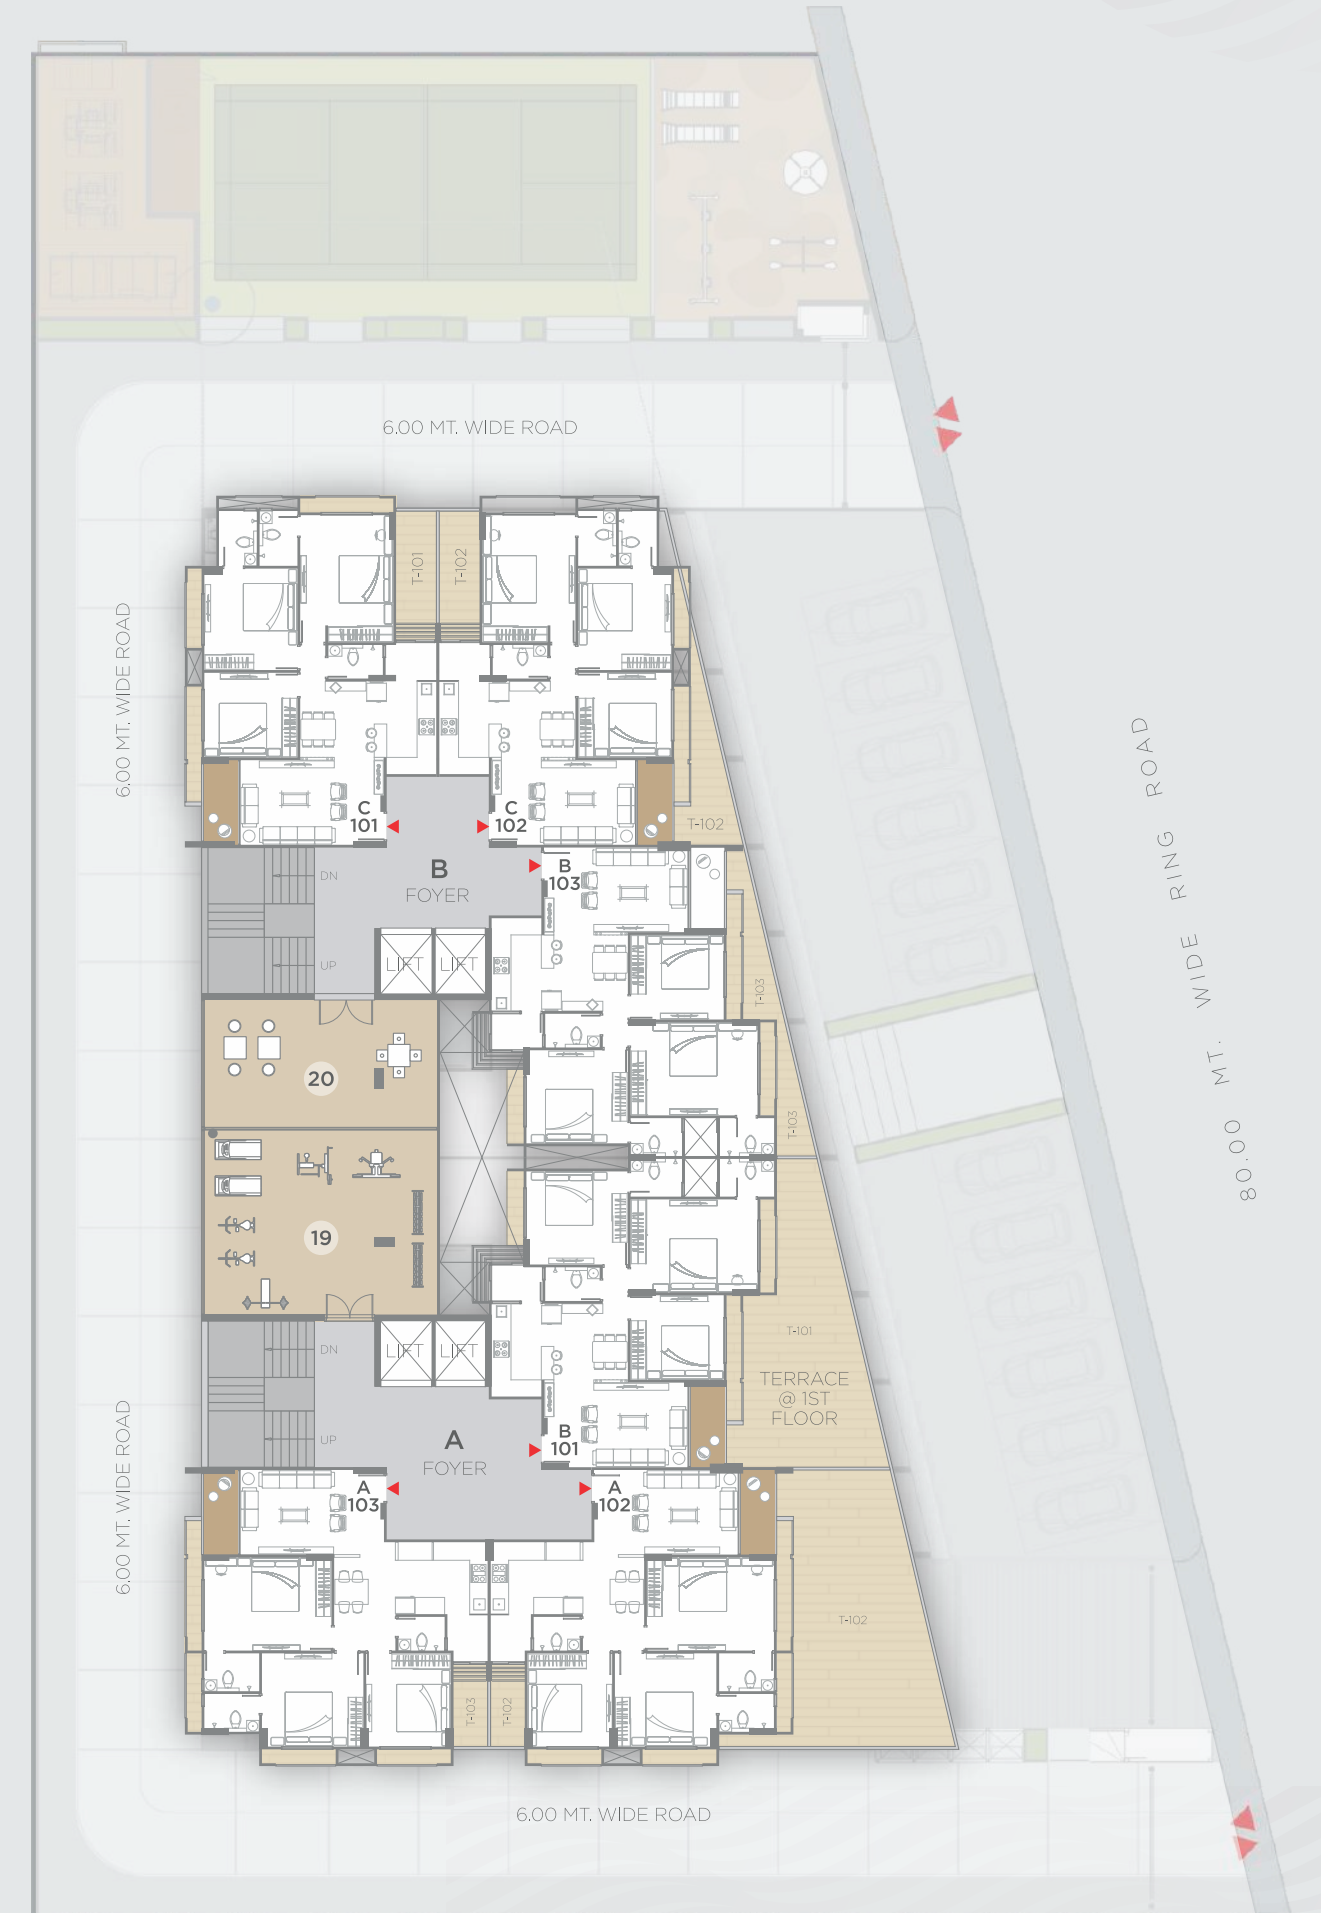 6.00 MT. WIDE ROAD
T-101
T-102
6.00 MT. WIDE ROAD
80.00 MT. WIDE RING ROAD
C
101
C
102
T-102
B
FOYER
B
103
DN
UP
LIFT
LIFT
T-103
20
T-103
19
T-101
TERRACE
@ 1ST
FLOOR
DN
UP
LIFT
LIFT
A
FOYER
B
101
A
103
A
102
6.00 MT. WIDE ROAD
T-102
T-103
T-102
6.00 MT. WIDE ROAD